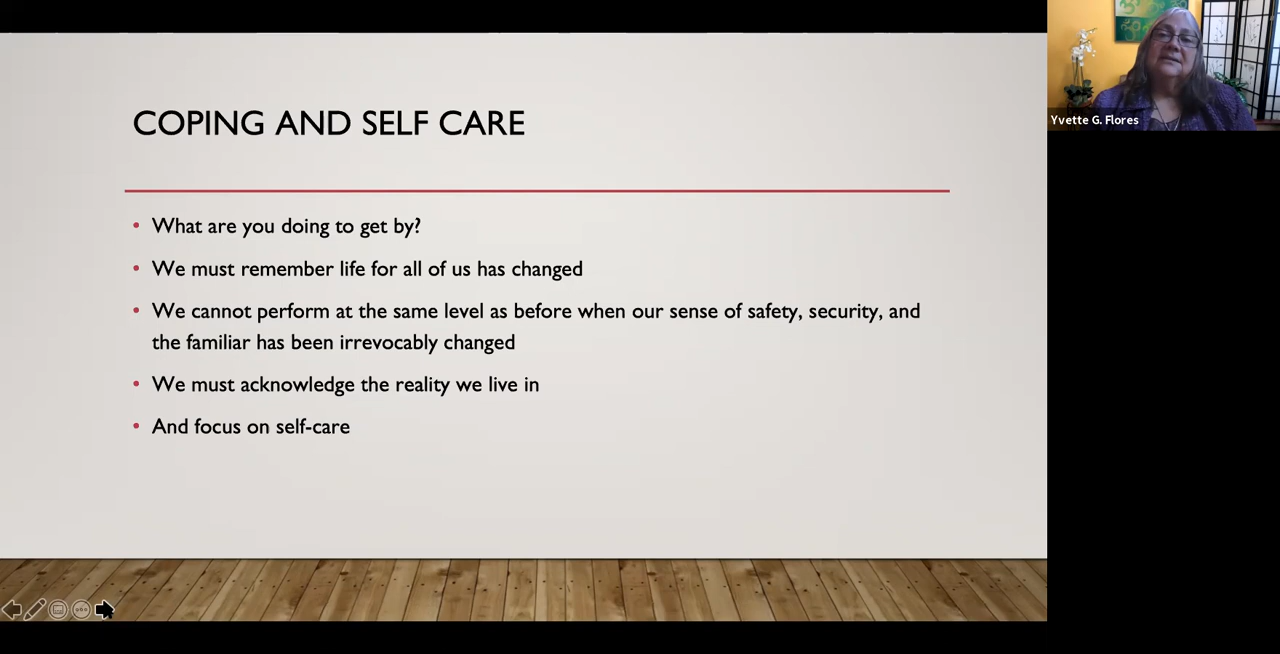 COPING AND SELF CARE
• What are you doing to get by?
• We must remember life for all of us has changed
• We cannot perform at the same level as before when our sense of safety, security, and
the familiar has been irrevocably changed
• We must acknowledge the reality we live in
• And focus on self-care
Yvette G. Flores